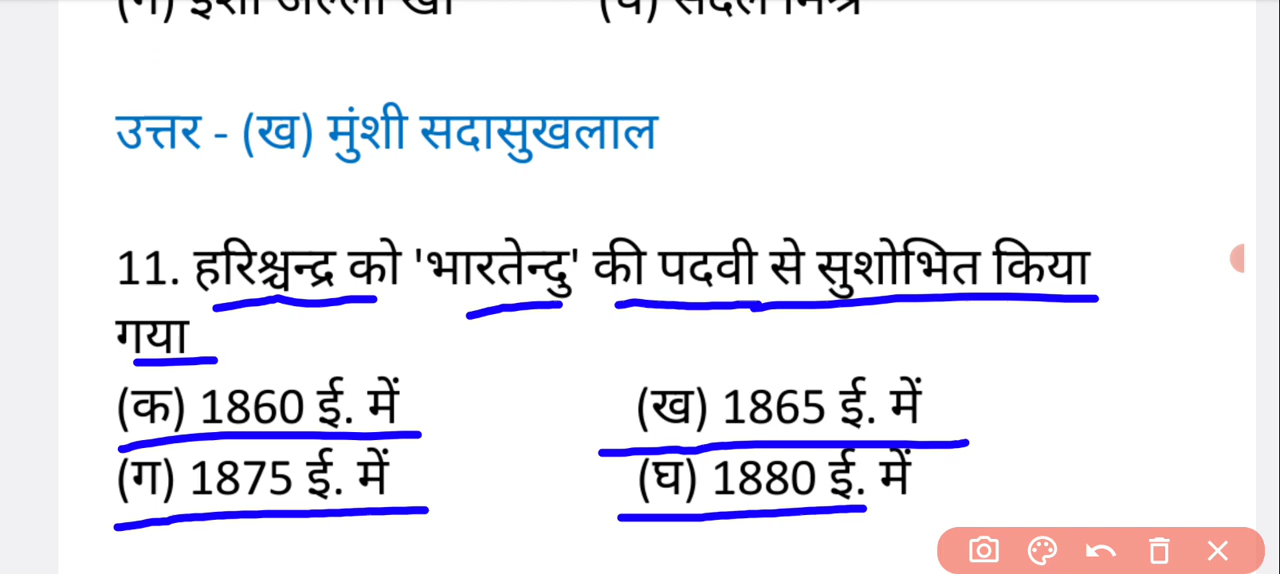 उत्तर - (ख) मुंशी सदासुखलाल
11. हरिश्चन्द्र को 'भारतेन्दु' की पदवी से सुशोभित किया
गया
(क) 1860 ई. में (ख) 1865 ई. में
(ग) 1875 ई. में (घ) 1880 ई. में